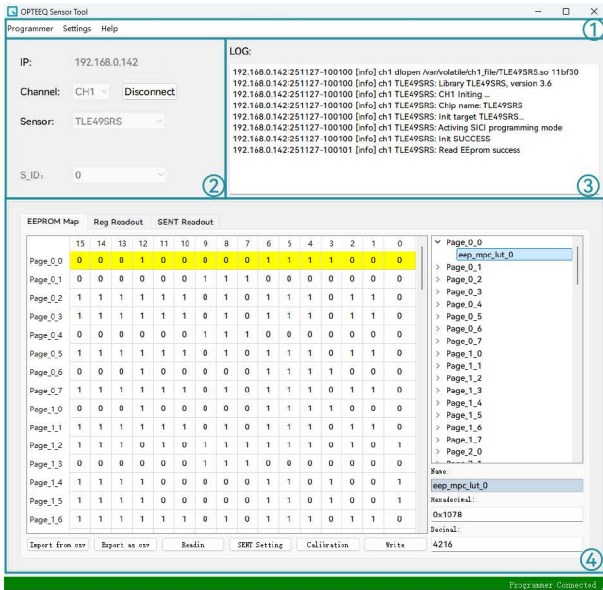 OPTEEQ Sensor Tool
Programmer Settings Help
①
IP: 192.168.0.142
Channel: CH1 Disconnect
Sensor: TLE49SRS
S_ID: 0
②
LOG:
192.168.0.142:251127-100100 [info] ch1 dlopen /var/volatile/ch1_file/TLE49SRS.so 11bf30
192.168.0.142:251127-100100 [info] ch1 TLE49SRS: Library TLE49SRS, version 3.6
192.168.0.142:251127-100100 [info] ch1 TLE49SRS: CH1 Initing ...
192.168.0.142:251127-100100 [info] ch1 TLE49SRS: Chip name: TLE49SRS
192.168.0.142:251127-100100 [info] ch1 TLE49SRS: Init target TLE49SRS...
192.168.0.142:251127-100100 [info] ch1 TLE49SRS: Activing SICI programming mode
192.168.0.142:251127-100100 [info] ch1 TLE49SRS: Init SUCCESS
192.168.0.142:251127-100101 [info] ch1 TLE49SRS: Read EEprom success
③
EEPROM Map Reg Readout SENT Readout
15 14 13 12 11 10 9 8 7 6 5 4 3 2 1 0
Page_0_0 0 0 0 1 0 0 0 0 0 1 1 1 1 0 0 0
Page_0_1 0 0 0 0 0 0 1 1 1 0 0 0 0 0 0 0
Page_0_2 1 1 1 1 1 1 0 1 0 1 1 1 0 1 1 0
Page_0_3 1 1 1 1 1 1 0 1 0 1 1 1 0 1 1 0
Page_0_4 0 0 0 0 0 0 1 1 1 0 0 0 0 0 0 0
Page_0_5 1 1 1 1 1 1 0 1 0 1 1 1 0 1 1 0
Page_0_6 0 0 0 1 0 0 0 0 0 1 1 1 1 0 0 0
Page_0_7 1 1 1 1 1 1 0 1 0 1 1 1 0 1 1 0
Page_1_0 0 0 0 1 0 0 0 0 0 1 1 1 1 0 0 0
Page_1_1 1 1 1 1 1 1 0 1 0 1 1 1 0 1 1 0
Page_1_2 1 1 1 0 1 0 1 1 1 1 1 1 0 1 0 1
Page_1_3 0 0 0 0 0 0 1 1 1 0 0 0 0 0 0 0
Page_1_4 1 1 1 1 0 0 0 0 0 1 1 0 1 0 0 1
Page_1_5 1 1 1 1 0 0 0 0 0 1 1 0 1 0 0 1
Page_1_6 1 1 1 1 1 1 0 1 0 1 1 1 0 1 1 0
Import from csv Export as csv Readin SENT Setting Calibration Write
Page_0_0
eep_mpc_lut_0
Page_0_1
Page_0_2
Page_0_3
Page_0_4
Page_0_5
Page_0_6
Page_0_7
Page_1_0
Page_1_1
Page_1_2
Page_1_3
Page_1_4
Page_1_5
Page_1_6
Page_1_7
Page_2_0
Name:
eep_mpc_lut_0
Hexadecimal:
0x1078
Decimal:
4216
④
Programmer Connected